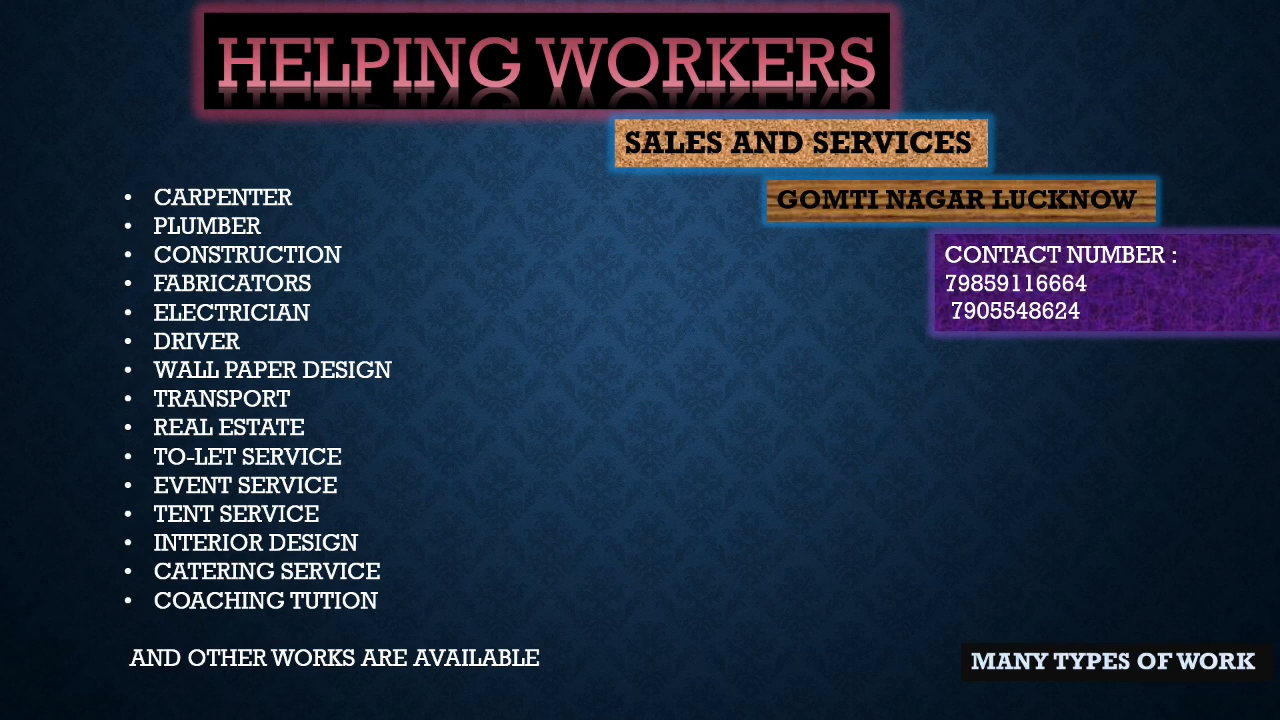 HELPING WORKERS
SALES AND SERVICES
GOMTI NAGAR LUCKNOW
CONTACT NUMBER :
79859116664
7905548624
• CARPENTER
• PLUMBER
• CONSTRUCTION
• FABRICATORS
• ELECTRICIAN
• DRIVER
• WALL PAPER DESIGN
• TRANSPORT
• REAL ESTATE
• TO-LET SERVICE
• EVENT SERVICE
• TENT SERVICE
• INTERIOR DESIGN
• CATERING SERVICE
• COACHING TUTION
AND OTHER WORKS ARE AVAILABLE
MANY TYPES OF WORK